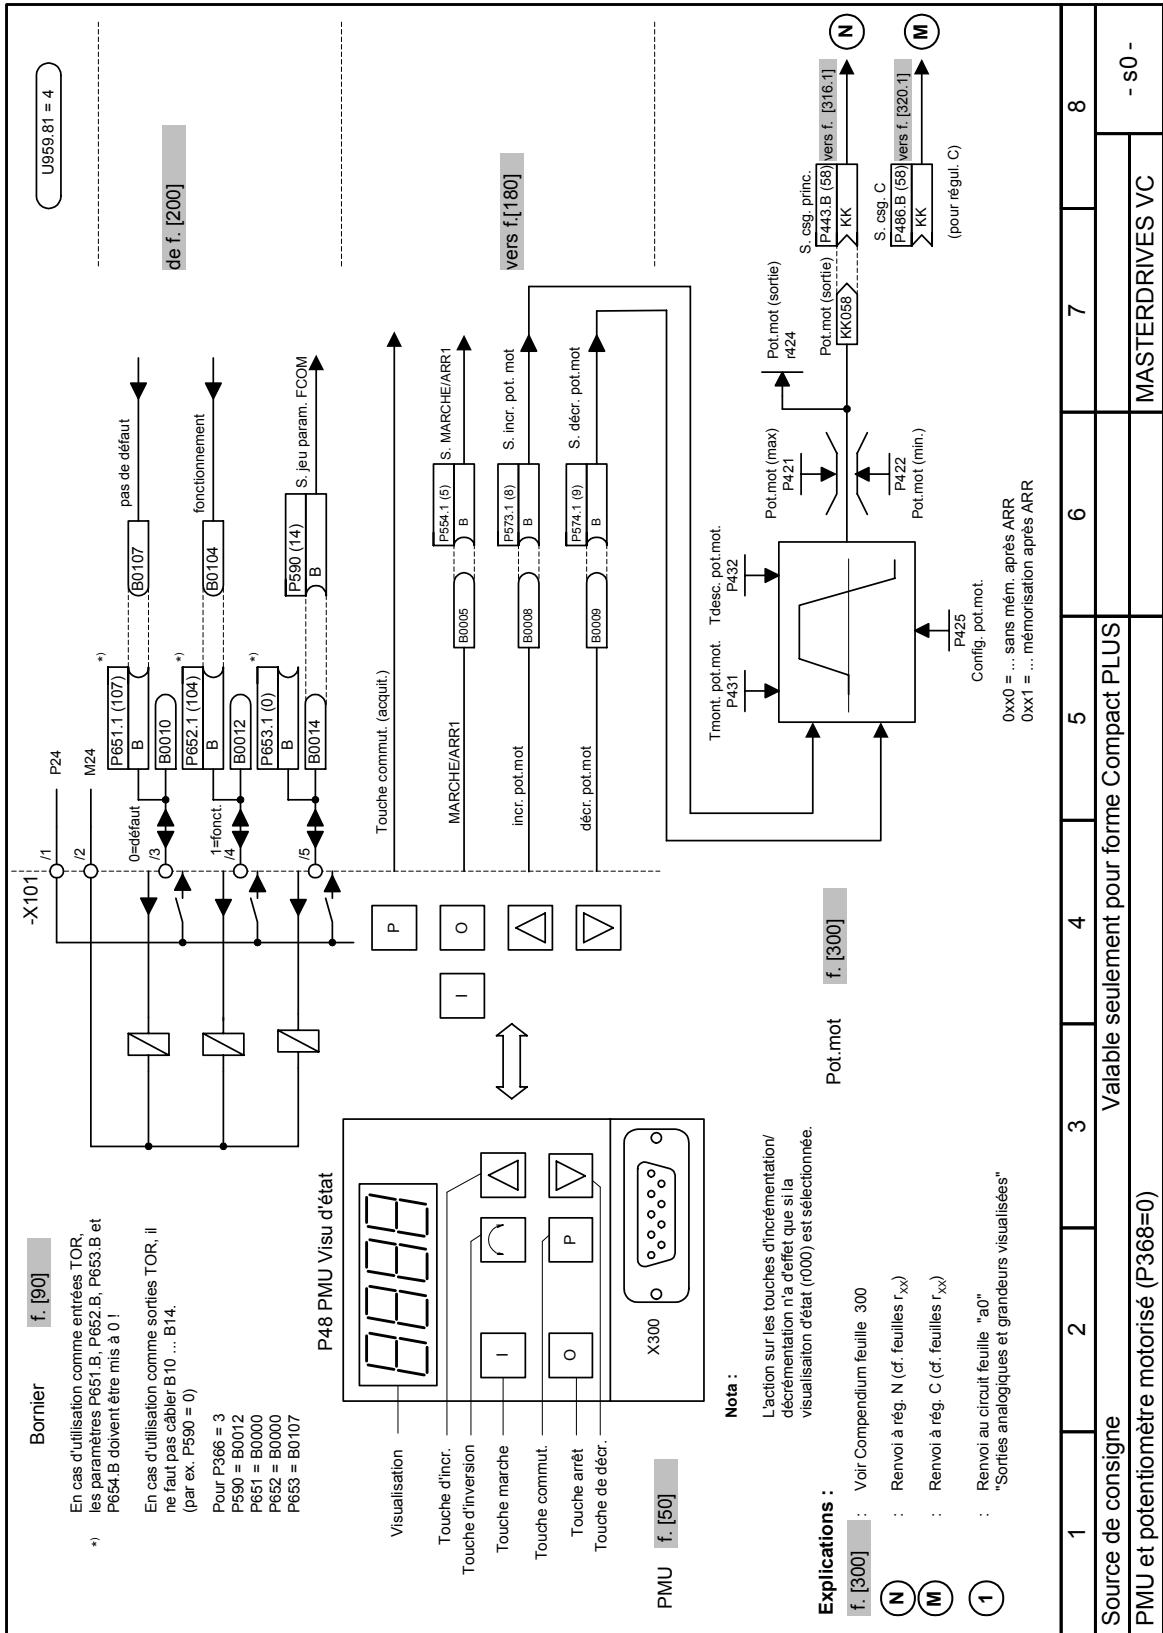 U959.81 = 4
Bornier
f. [90]
*)
En cas d'utilisation comme entrées TOR,
les paramètres P651.B, P652.B, P653.B et
P654.B doivent être mis à 0 !
En cas d'utilisation comme sorties TOR, il
ne faut pas câbler B10 ... B14.
(par ex. P590 = 0)
Pour P366 = 3
P590 = B0012
P651 = B0000
P652 = B0000
P653 = B0107
-X101
/1
P24
/2
M24
0=défaut
/3
P651.1 (107)
*)
B
B0010
B0107
pas de défaut
de f. [200]
1=fonct.
/4
P652.1 (104)
*)
B
B0012
B0104
fonctionnement
/5
P653.1 (0)
*)
B
B0014
P590 (14)
B
S. jeu param. FCOM
P48 PMU Visu d'état
Visualisation
Touche d'incr.
Touche d'inversion
Touche marche
Touche commut.
Touche arrêt
Touche de décr.
I
O
P
X300
PMU
f. [50]
P
I
O
Touche commut. (acquit.)
MARCHE/ARR1
B0005
P554.1 (5)
B
S. MARCHE/ARR1
incr. pot.mot
B0008
P573.1 (8)
B
S. incr. pot. mot
décr. pot.mot
B0009
P574.1 (9)
B
S. décr. pot.mot
vers f.[180]
Nota :
L'action sur les touches d'incrémentation/
décrémentation n'a d'effet que si la
visualisaiton d'état (r000) est sélectionnée.
Pot.mot
f. [300]
Tmont. pot.mot.
P431
Tdesc. pot.mot.
P432
P425
Config. pot.mot.
0xx0 = ... sans mém. après ARR
0xx1 = ... mémorisation après ARR
Pot.mot (max)
P421
P422
Pot.mot (min.)
Pot.mot (sortie)
r424
Pot.mot (sortie)
KK058
S. csg. princ.
P443.B (58)
KK
vers f. [316.1]
N
S. csg. C
P486.B (58)
KK
vers f. [320.1]
M
(pour régul. C)
Explications :
f. [300]
:
Voir Compendium feuille 300
N
:
Renvoi à rég. N (cf. feuilles rXX)
M
:
Renvoi à rég. C (cf. feuilles rXX)
1
:
Renvoi au circuit feuille "a0"
"Sorties analogiques et grandeurs visualisées"
1
2
3
4
5
6
7
8
Source de consigne
Valable seulement pour forme Compact PLUS
- s0 -
PMU et potentiomètre motorisé (P368=0)
MASTERDRIVES VC